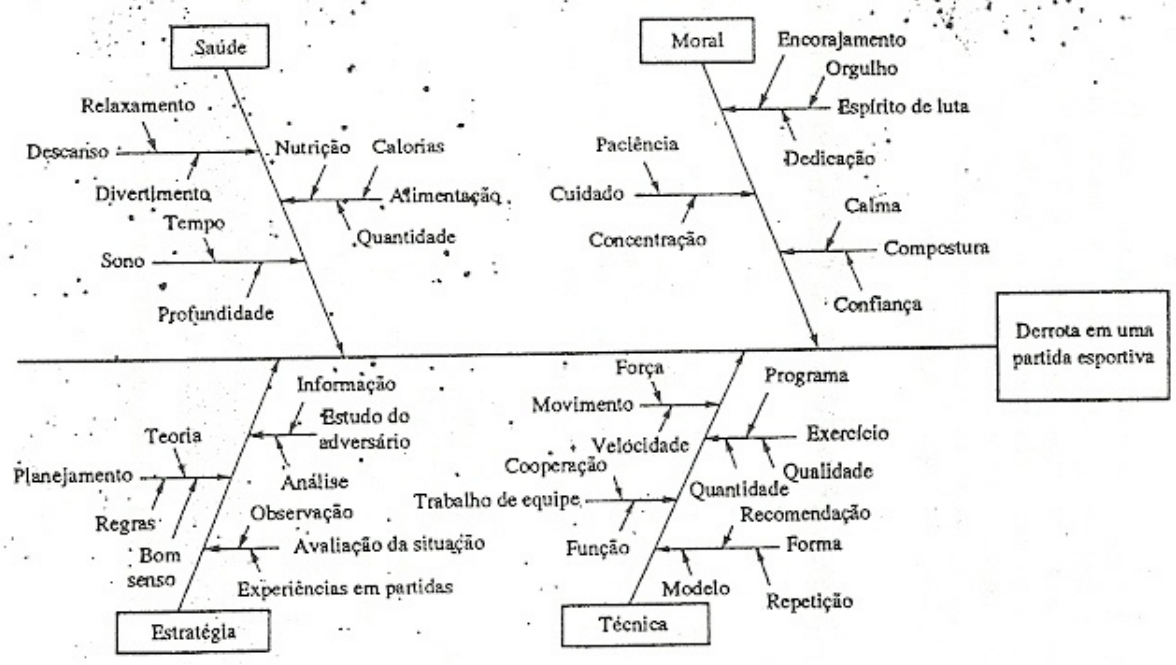 Saúde
Relaxamento
Descanso
Divertimento
Nutrição
Calorias
Alimentação
Quantidade
Tempo
Sono
Profundidade
Moral
Encorajamento
Orgulho
Espírito de luta
Dedicação
Paciência
Cuidado
Concentração
Calma
Compostura
Confiança
Derrota em uma
partida esportiva
Informação
Estudo do
adversário
Análise
Teoria
Planejamento
Regras
Bom
senso
Observação
Avaliação da situação
Experiências em partidas
Estratégia
Força
Movimento
Velocidade
Programa
Exercício
Quantidade
Qualidade
Cooperação
Trabalho de equipe
Função
Recomendação
Forma
Modelo
Repetição
Técnica